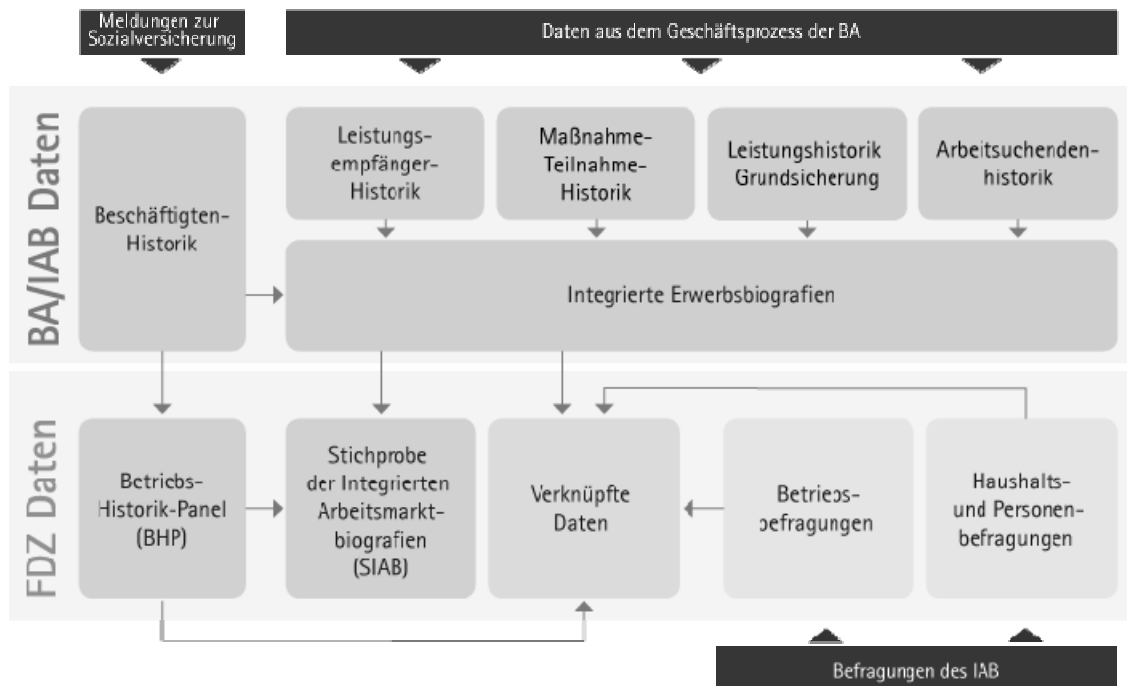 Meldungen zur
Sozialversicherung
Daten aus dem Geschäftsprozess der BA
BA/IAB Daten
Beschäftigten-
Historik
Leistungs-
empfänger-
Historik
Maßnahme-
Teilnahme-
Historik
Leistungshistorik
Grundsicherung
Arbeitsuchenden-
historik
Integrierte Erwerbsbiografien
FDZ Daten
Betriebs-
Historik-Panel
(BHP)
Stichprobe
der Integrierten
Arbeitsmarkt-
biografien
(SIAB)
Verknüpfte
Daten
Betriebs-
befragungen
Haushalts-
und Personen-
befragungen
Befragungen des IAB